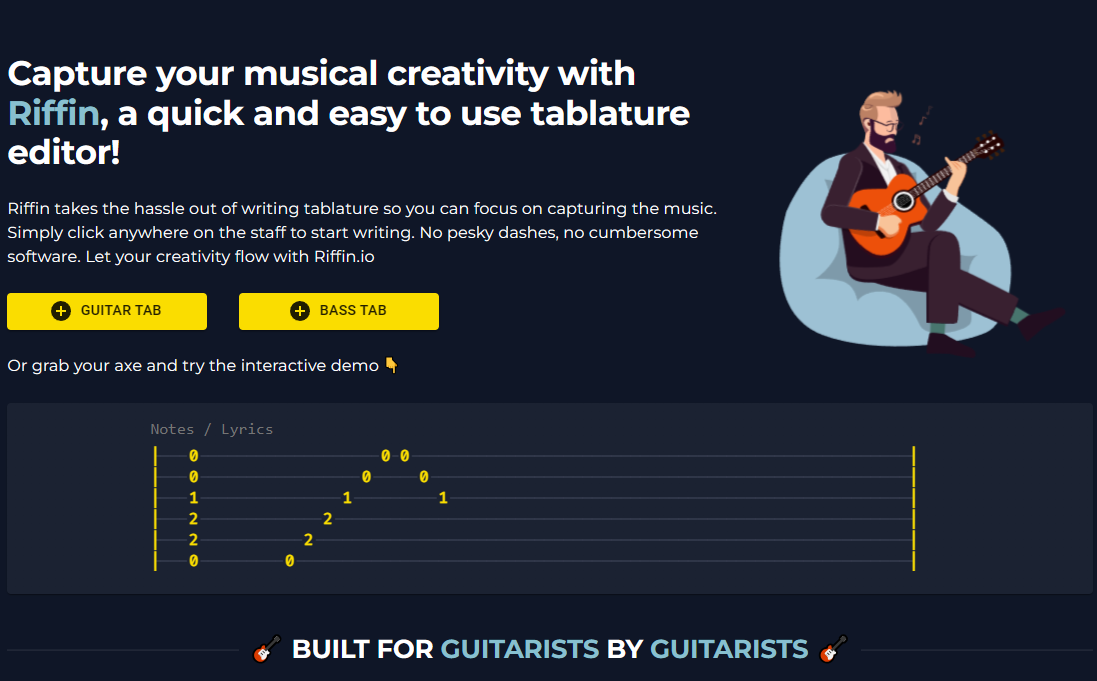 Capture your musical creativity with
Riffin, a quick and easy to use tablature
editor!
Riffin takes the hassle out of writing tablature so you can focus on capturing the music.
Simply click anywhere on the staff to start writing. No pesky dashes, no cumbersome
software. Let your creativity flow with Riffin.io
GUITAR TAB BASS TAB
Or grab your axe and try the interactive demo 👇
Notes / Lyrics
0 0 0
0 0 0
1 1 1
2 2
2 2
0 0
BUILT FOR GUITARISTS BY GUITARISTS